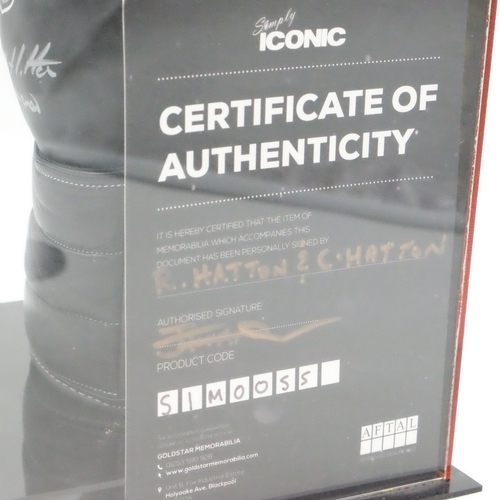 Simply
ICONIC
CERTIFICATE OF
AUTHENTICITY
IT IS HEREBY CERTIFIED THAT THE ITEM OF
MEMORABILIA WHICH ACCOMPANIES THIS
DOCUMENT HAS BEEN PERSONALLY SIGNED BY
R. HATTON & C. HATTON
AUTHORISED SIGNATURE
PRODUCT CODE
SIMOOSS
GOLDSTAR MEMORABILIA
www.goldstarmemorabilia.com
Holyoake Ave, Blackpool
AFTAL